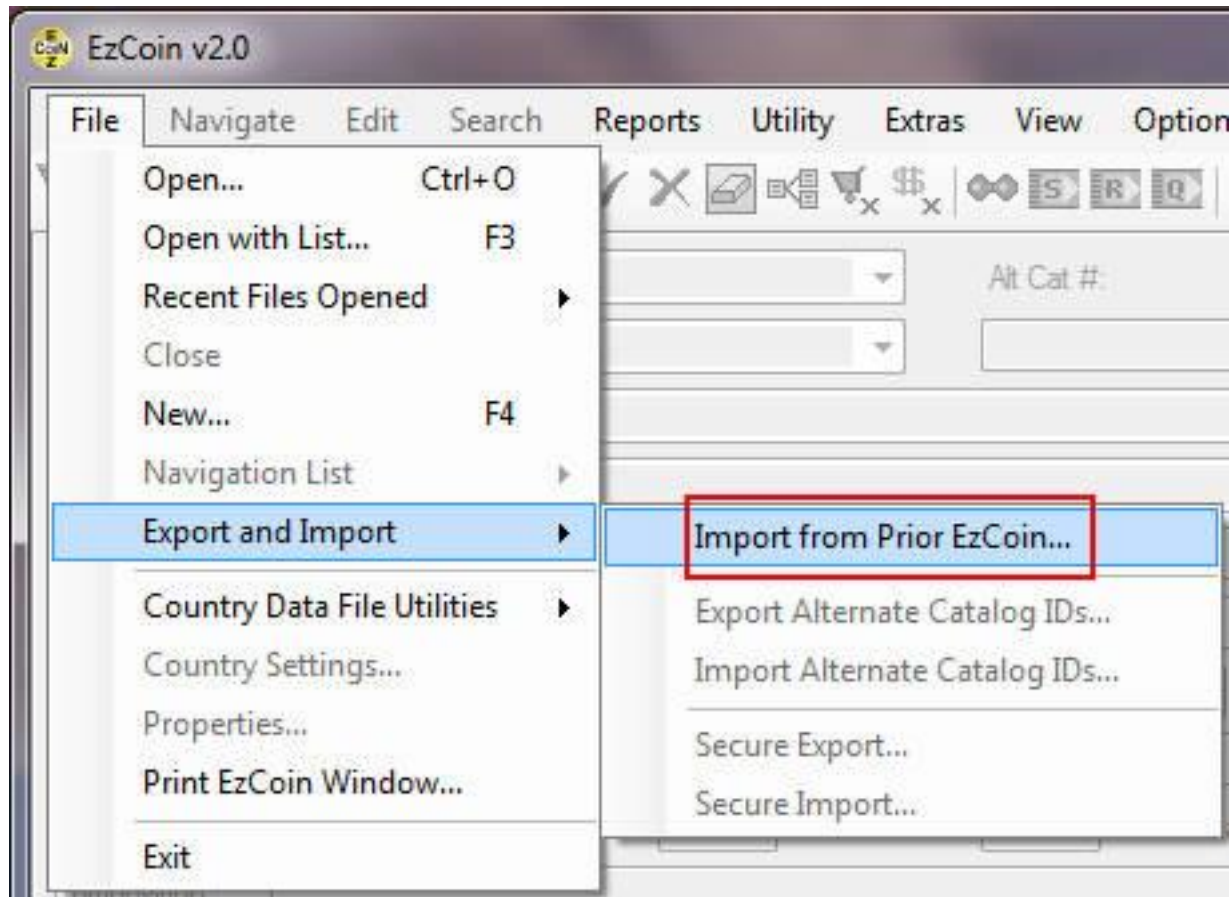 EzCoin v2.0
File Navigate Edit Search Reports Utility Extras View Option
Open... Ctrl+O
Open with List... F3
Recent Files Opened
Close
New... F4
Navigation List
Export and Import
Country Data File Utilities
Country Settings...
Properties...
Print EzCoin Window...
Exit
S R Q
Alt Cat #:
Import from Prior EzCoin...
Export Alternate Catalog IDs...
Import Alternate Catalog IDs...
Secure Export...
Secure Import...